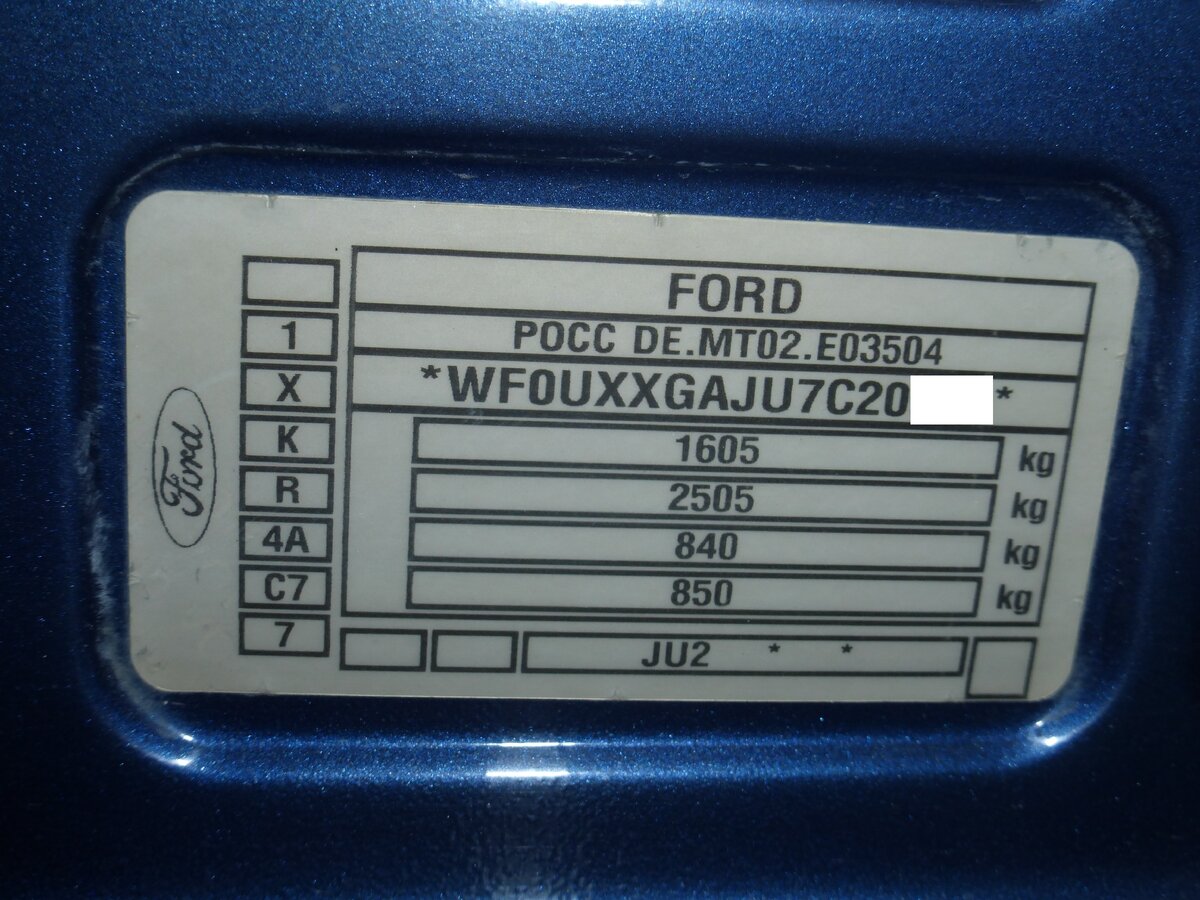 FORD
РОСС DE.MT02.E03504
*WF0UXXGAJU7C20 *
1605 kg
2505 kg
840 kg
850 kg
1
X
K
R
4A
C7
7
JU2 * *
Ford